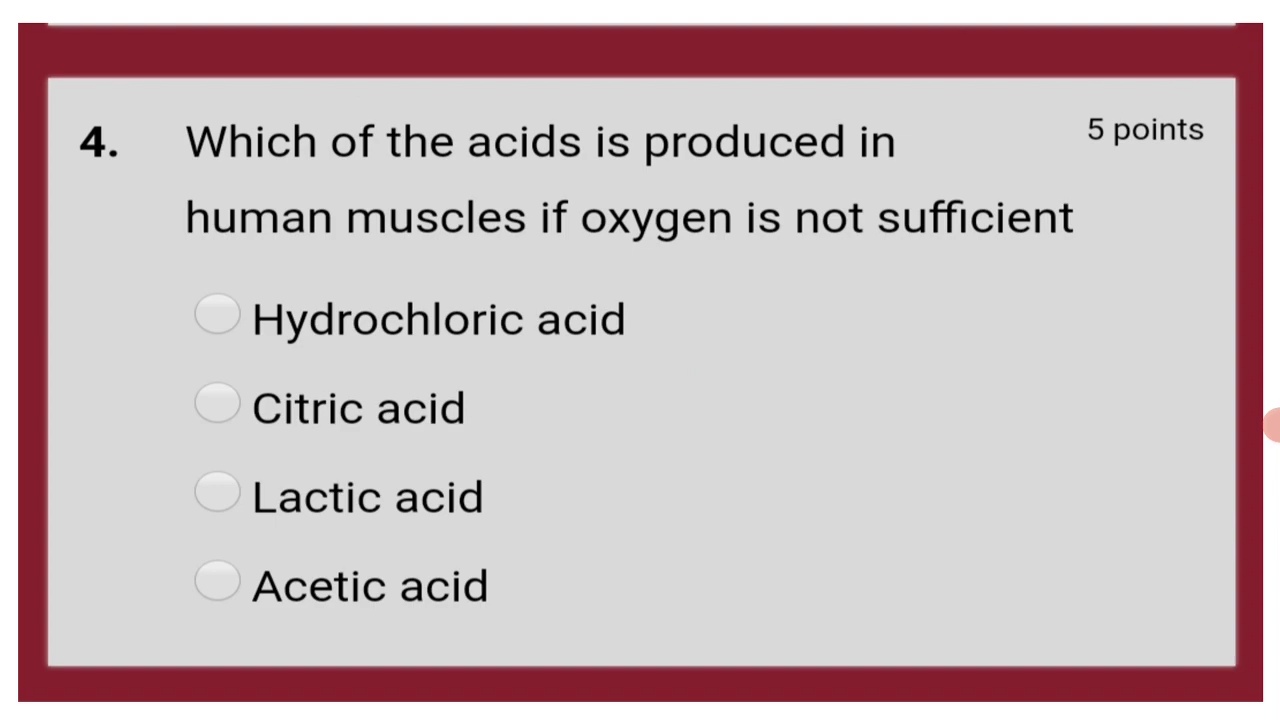 4. Which of the acids is produced in 5 points
human muscles if oxygen is not sufficient
Hydrochloric acid
Citric acid
Lactic acid
Acetic acid